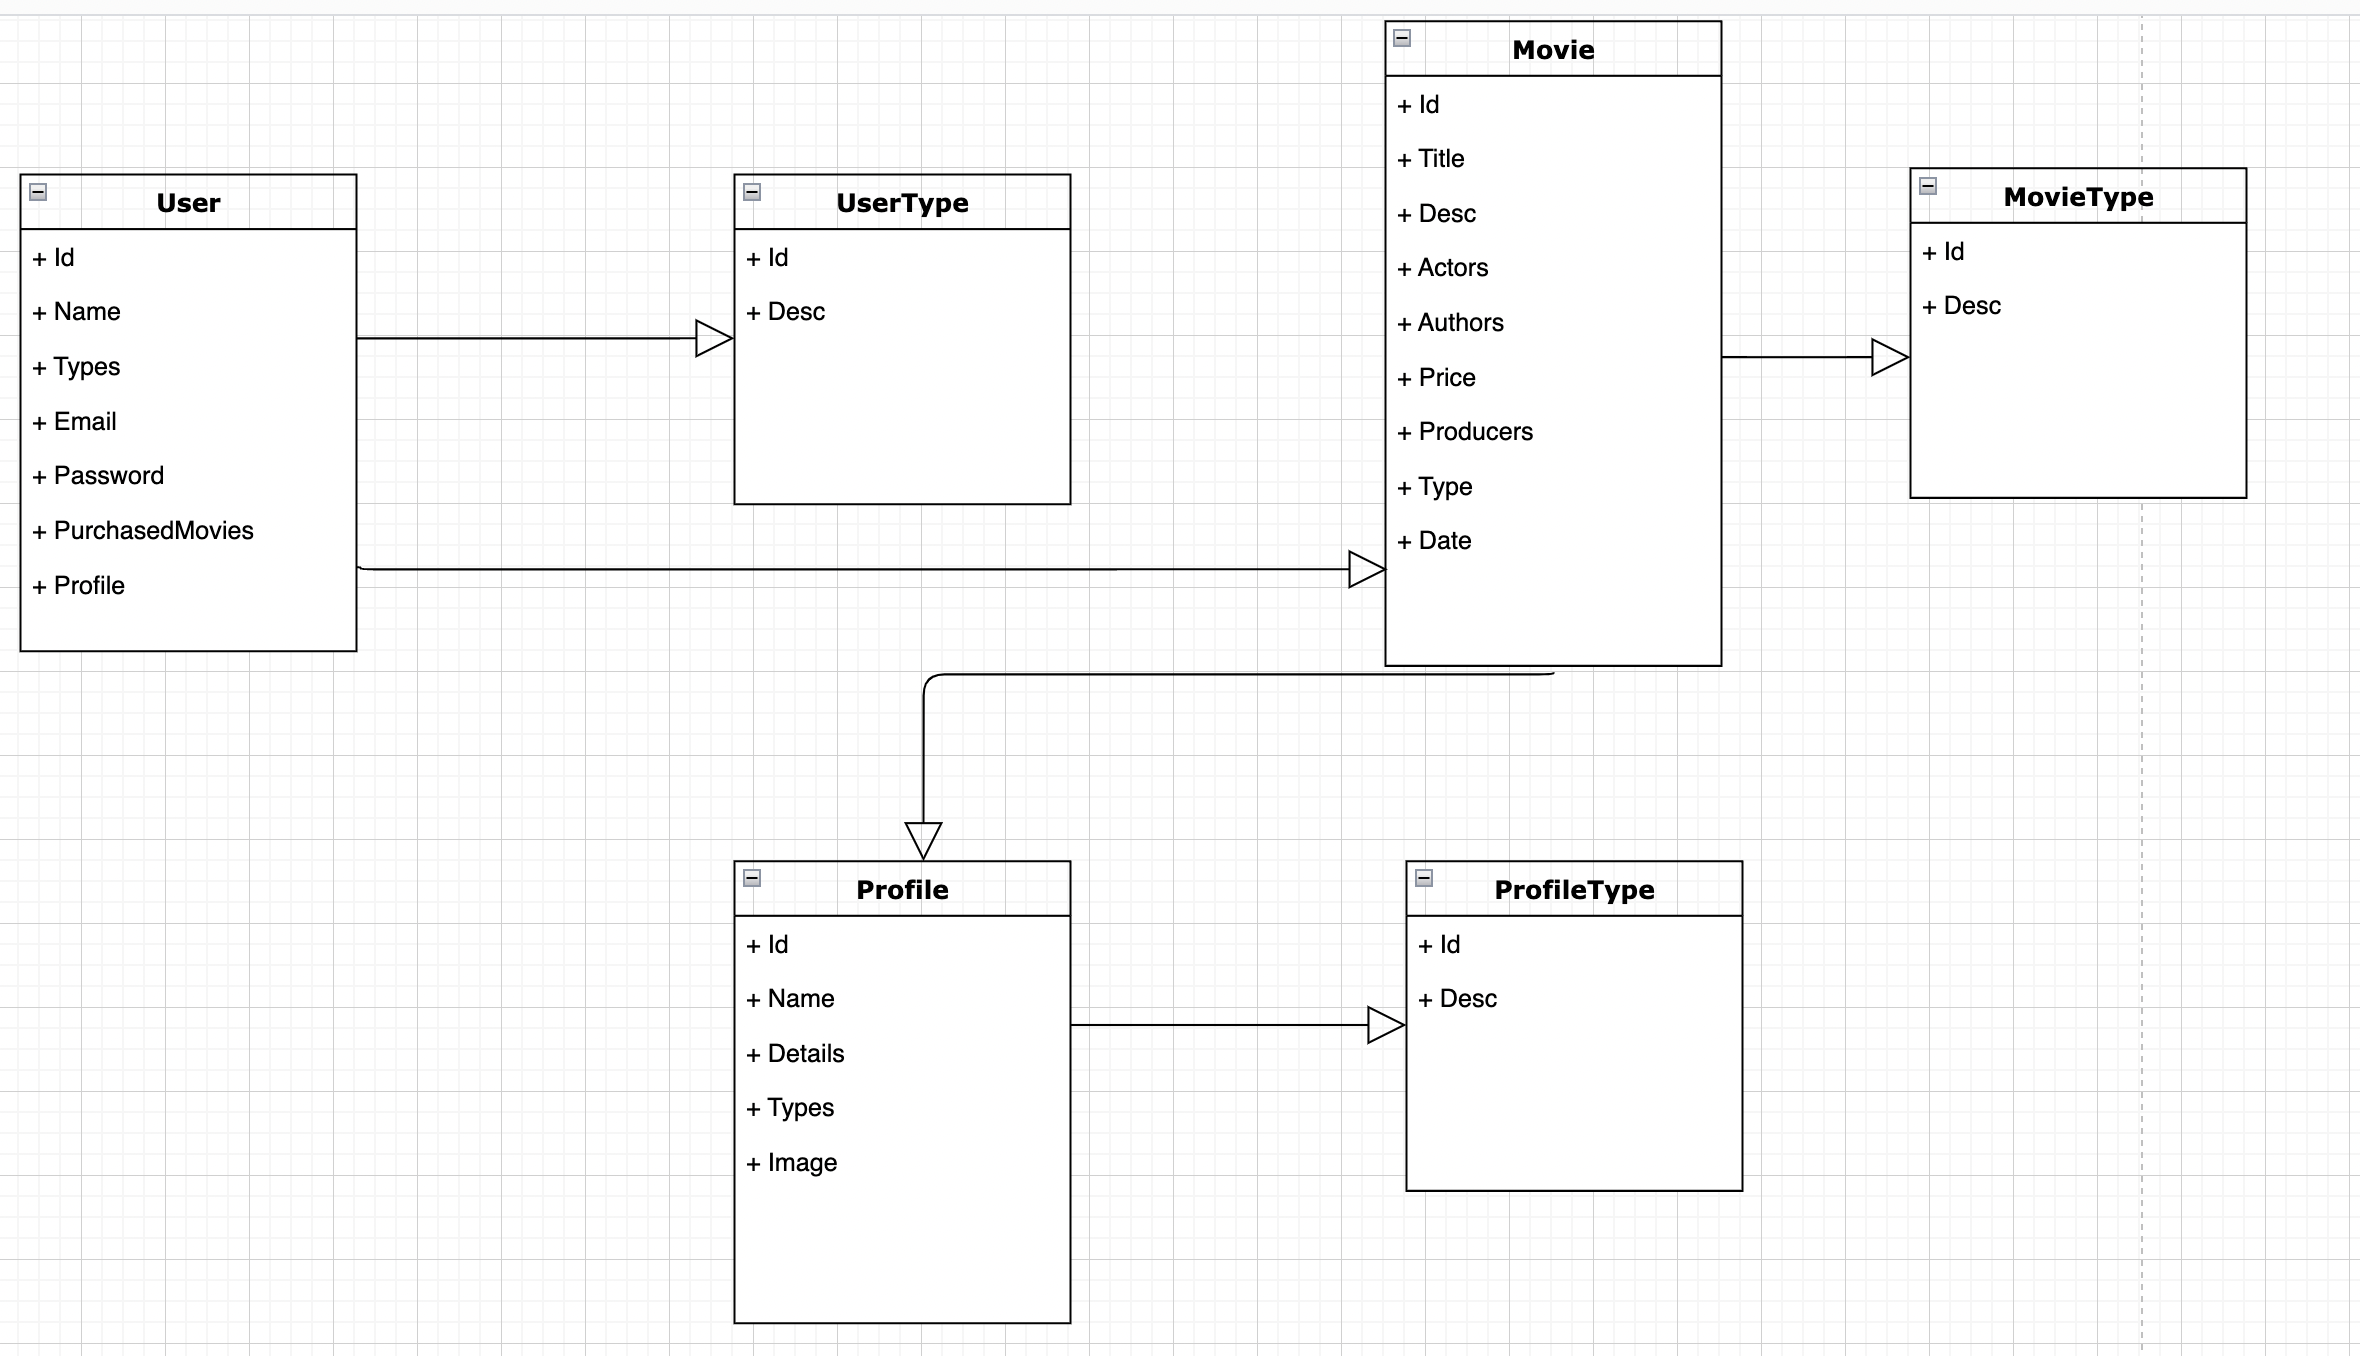 User
+ Id
+ Name
+ Types
+ Email
+ Password
+ PurchasedMovies
+ Profile
UserType
+ Id
+ Desc
Movie
+ Id
+ Title
+ Desc
+ Actors
+ Authors
+ Price
+ Producers
+ Type
+ Date
MovieType
+ Id
+ Desc
Profile
+ Id
+ Name
+ Details
+ Types
+ Image
ProfileType
+ Id
+ Desc